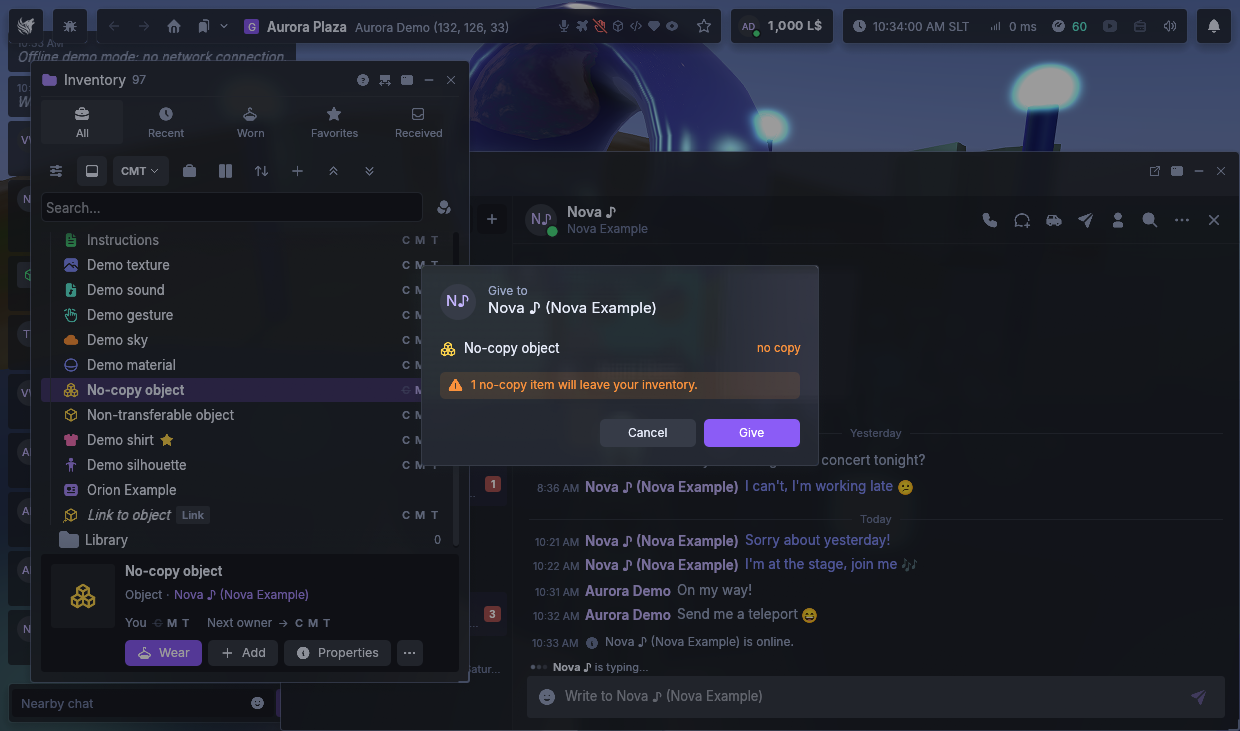 Aurora Plaza Aurora Demo (132, 126, 33)
AD 1,000 L$
10:34:00 AM SLT 0 ms 60
10:33 AM
Offline demo mode: no network connection.
Inventory 97
All Recent Worn Favorites Received
CMT
Search...
Instructions C M T
Demo texture C M T
Demo sound C
Demo gesture C
Demo sky C
Demo material C
No-copy object C
Non-transferable object C
Demo shirt C
Demo silhouette C M T
Orion Example
Link to object Link C M T
Library 0
No-copy object
Object · Nova ♪ (Nova Example)
You C M T Next owner → C M T
Wear Add Properties
Nearby chat
N♪ Nova ♪
Nova Example
Give to
N♪ Nova ♪ (Nova Example)
No-copy object no copy
1 no-copy item will leave your inventory.
Cancel Give
Yesterday
concert tonight?
1
8:36 AM Nova ♪ (Nova Example) I can't, I'm working late 😕
Today
10:21 AM Nova ♪ (Nova Example) Sorry about yesterday!
10:22 AM Nova ♪ (Nova Example) I'm at the stage, join me 🎶
10:31 AM Aurora Demo On my way!
3
10:32 AM Aurora Demo Send me a teleport 😄
10:33 AM Nova ♪ (Nova Example) is online.
Nova ♪ is typing...
Write to Nova ♪ (Nova Example)